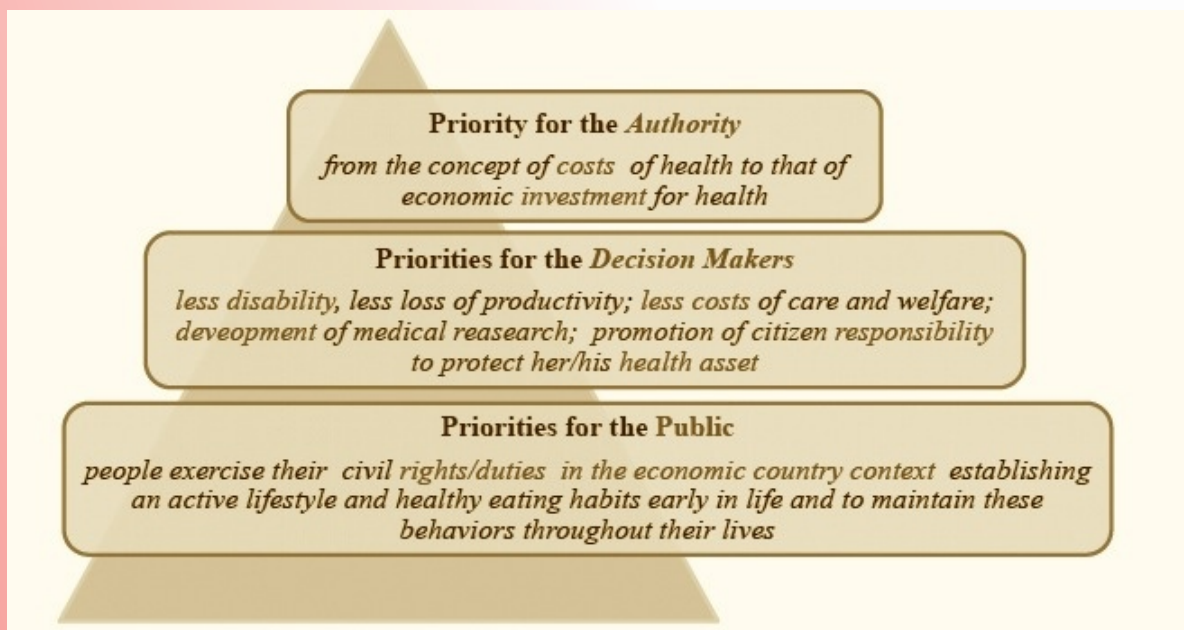 Priority for the Authority
from the concept of costs of health to that of
economic investment for health
Priorities for the Decision Makers
less disability, less loss of productivity; less costs of care and welfare;
deveopment of medical reasearch; promotion of citizen responsibility
to protect her/his health asset
Priorities for the Public
people exercise their civil rights/duties in the economic country context establishing
an active lifestyle and healthy eating habits early in life and to maintain these
behaviors throughout their lives